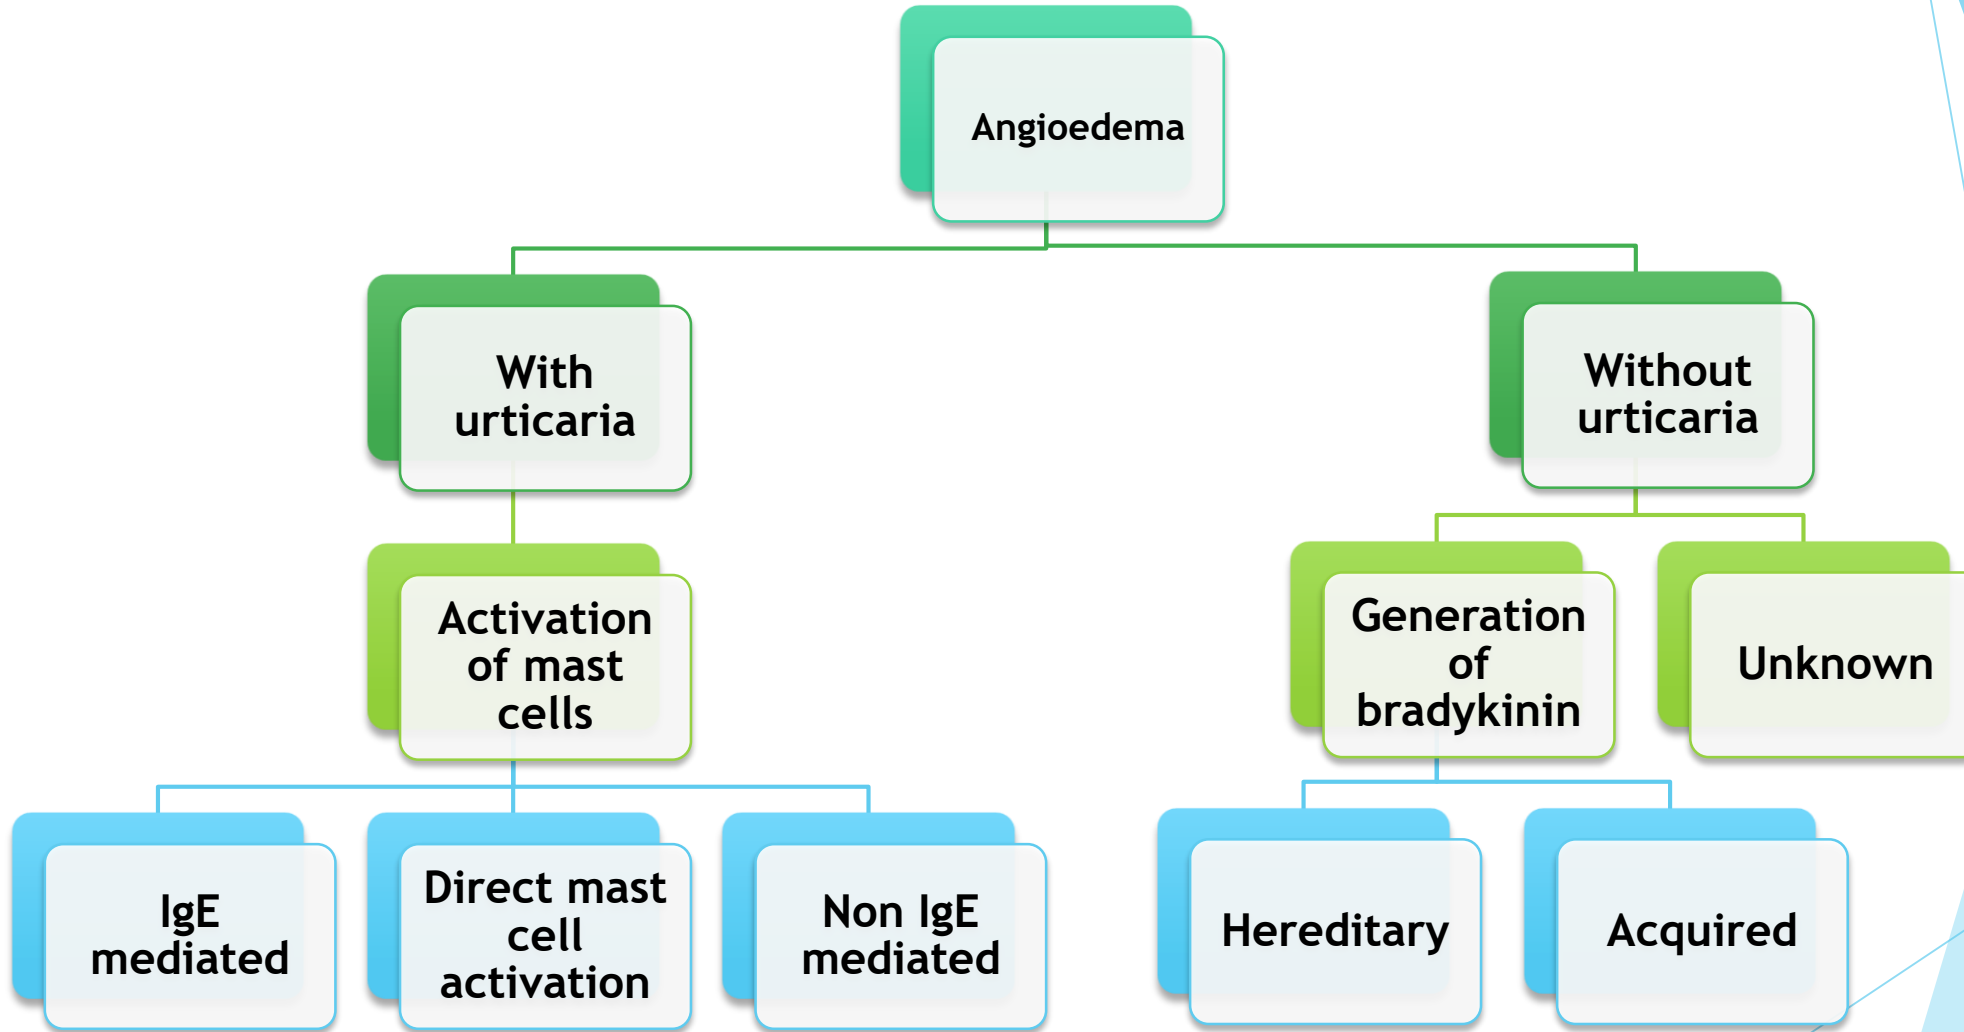 Angioedema
With
urticaria
Without
urticaria
Activation
of mast
cells
Generation
of
bradykinin
Unknown
IgE
mediated
Direct mast
cell
activation
Non IgE
mediated
Hereditary
Acquired